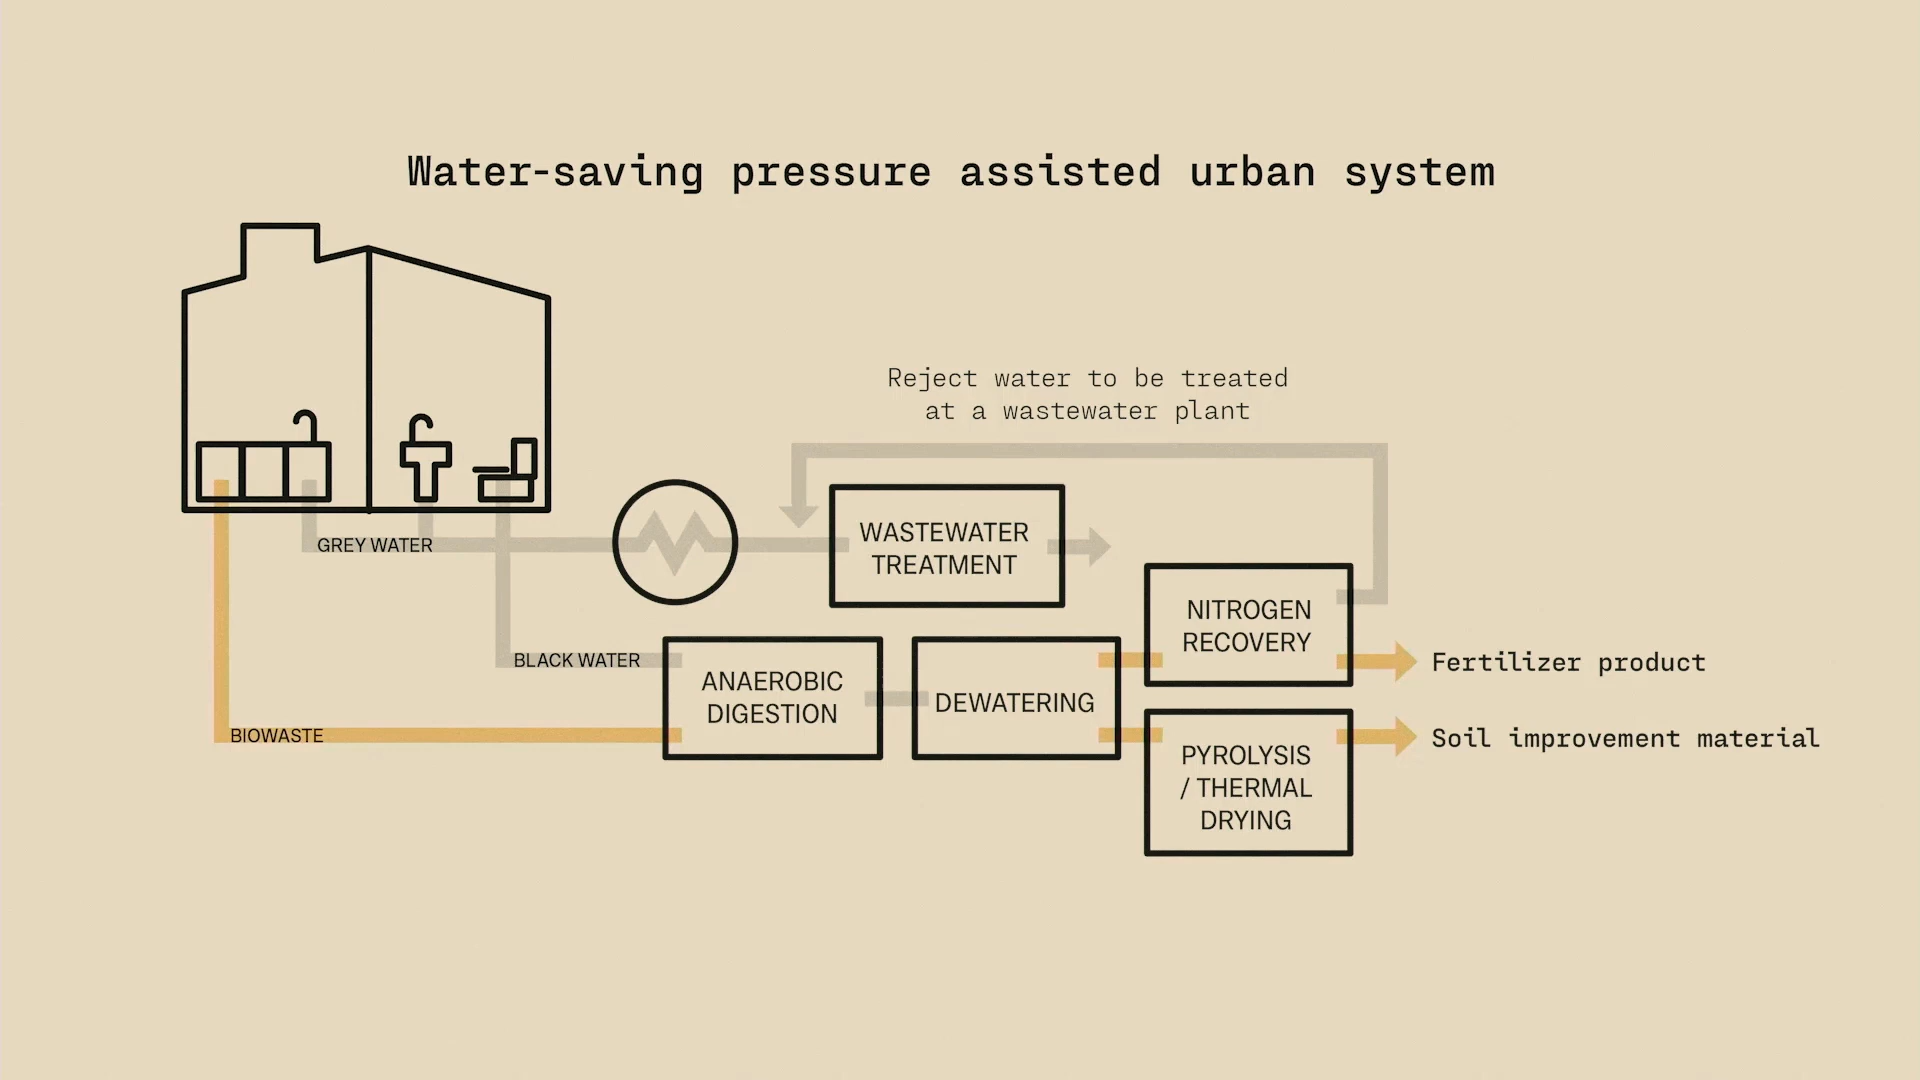 Water-saving pressure assisted urban system
Reject water to be treated
at a wastewater plant
GREY WATER
WASTEWATER
TREATMENT
NITROGEN
RECOVERY
BLACK WATER
ANAEROBIC
DIGESTION
DEWATERING
Fertilizer product
BIOWASTE
PYROLYSIS
/ THERMAL
DRYING
Soil improvement material